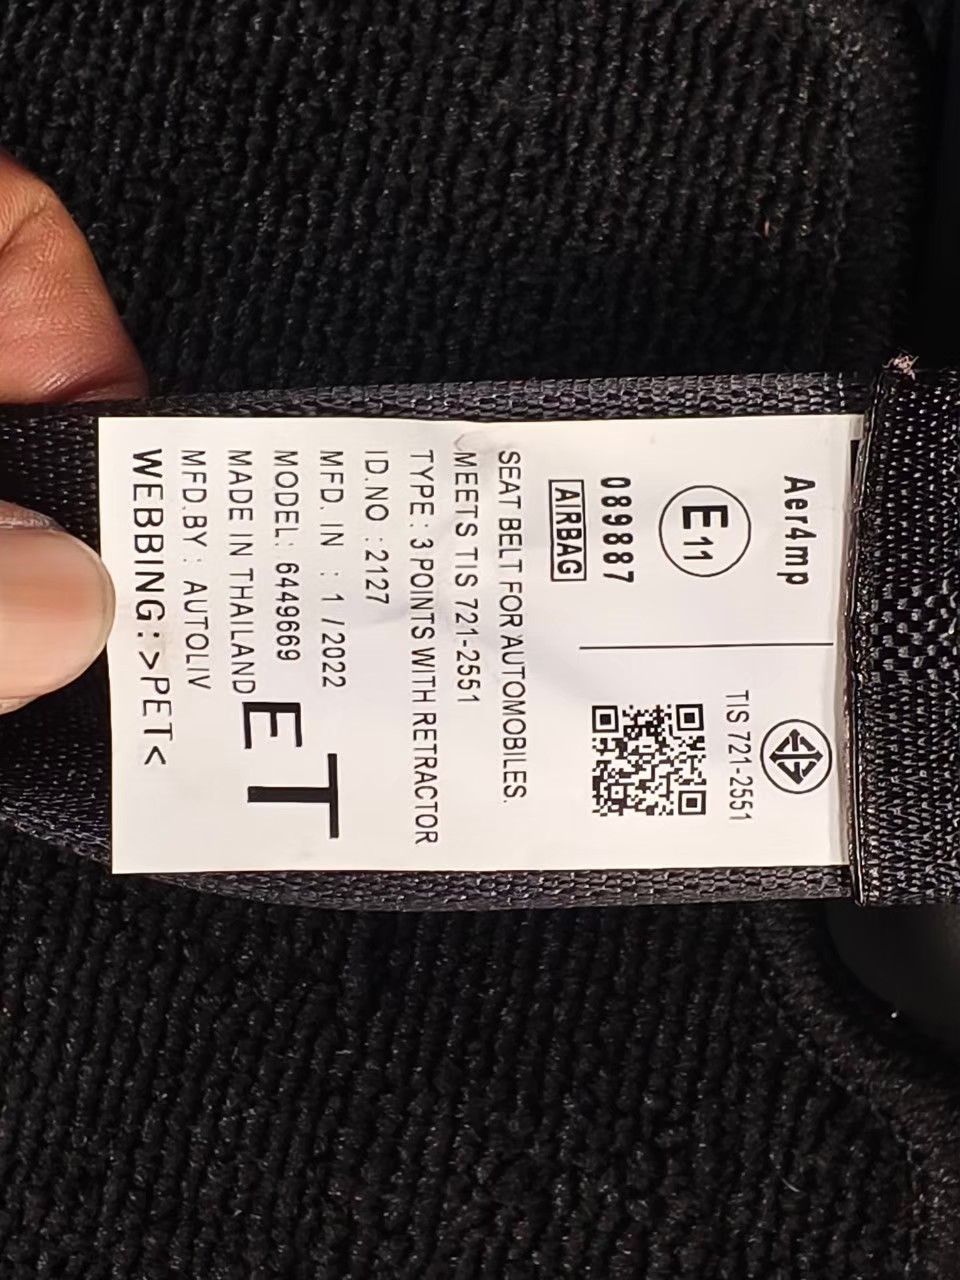 Aer4mp
E11
089887
AIRBAG
TIS 721-2551
SEAT BELT FOR AUTOMOBILES.
MEETS TIS 721-2551
TYPE : 3 POINTS WITH RETRACTOR
ID.NO : 2127
MFD. IN : 1 / 2022
MODEL: 6449669
MADE IN THAILAND
MFD.BY : AUTOLIV
WEBBING:>PET<
ET